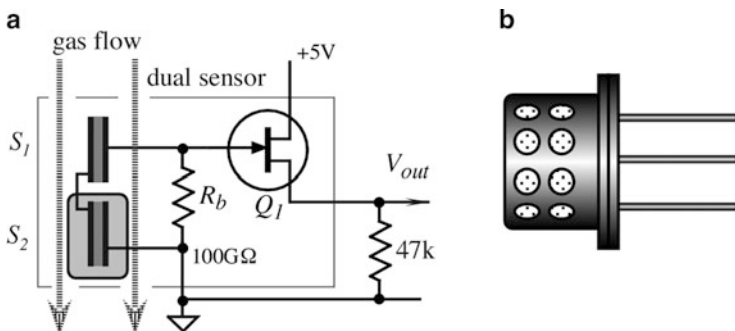 a
b
gas flow
+5V
dual sensor
S1
Vout
Rb
Q1
S2
100GΩ
47k